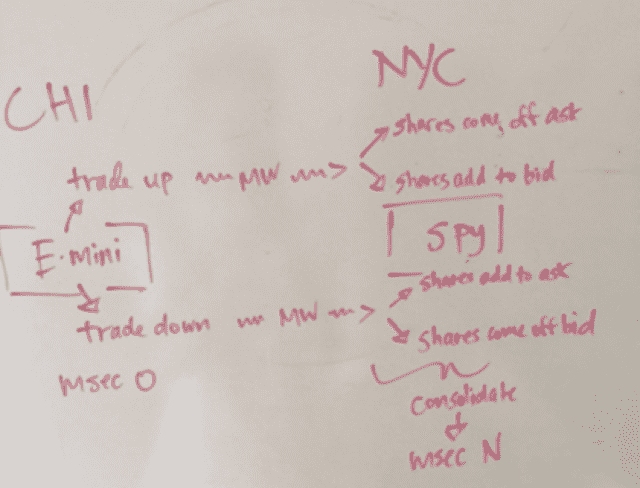 CHI
NYC
shares come off ask
trade up MW
shares add to bid
E-mini
SPY
shares add to ask
trade down MW
shares come off bid
msec 0
consolidate
msec N